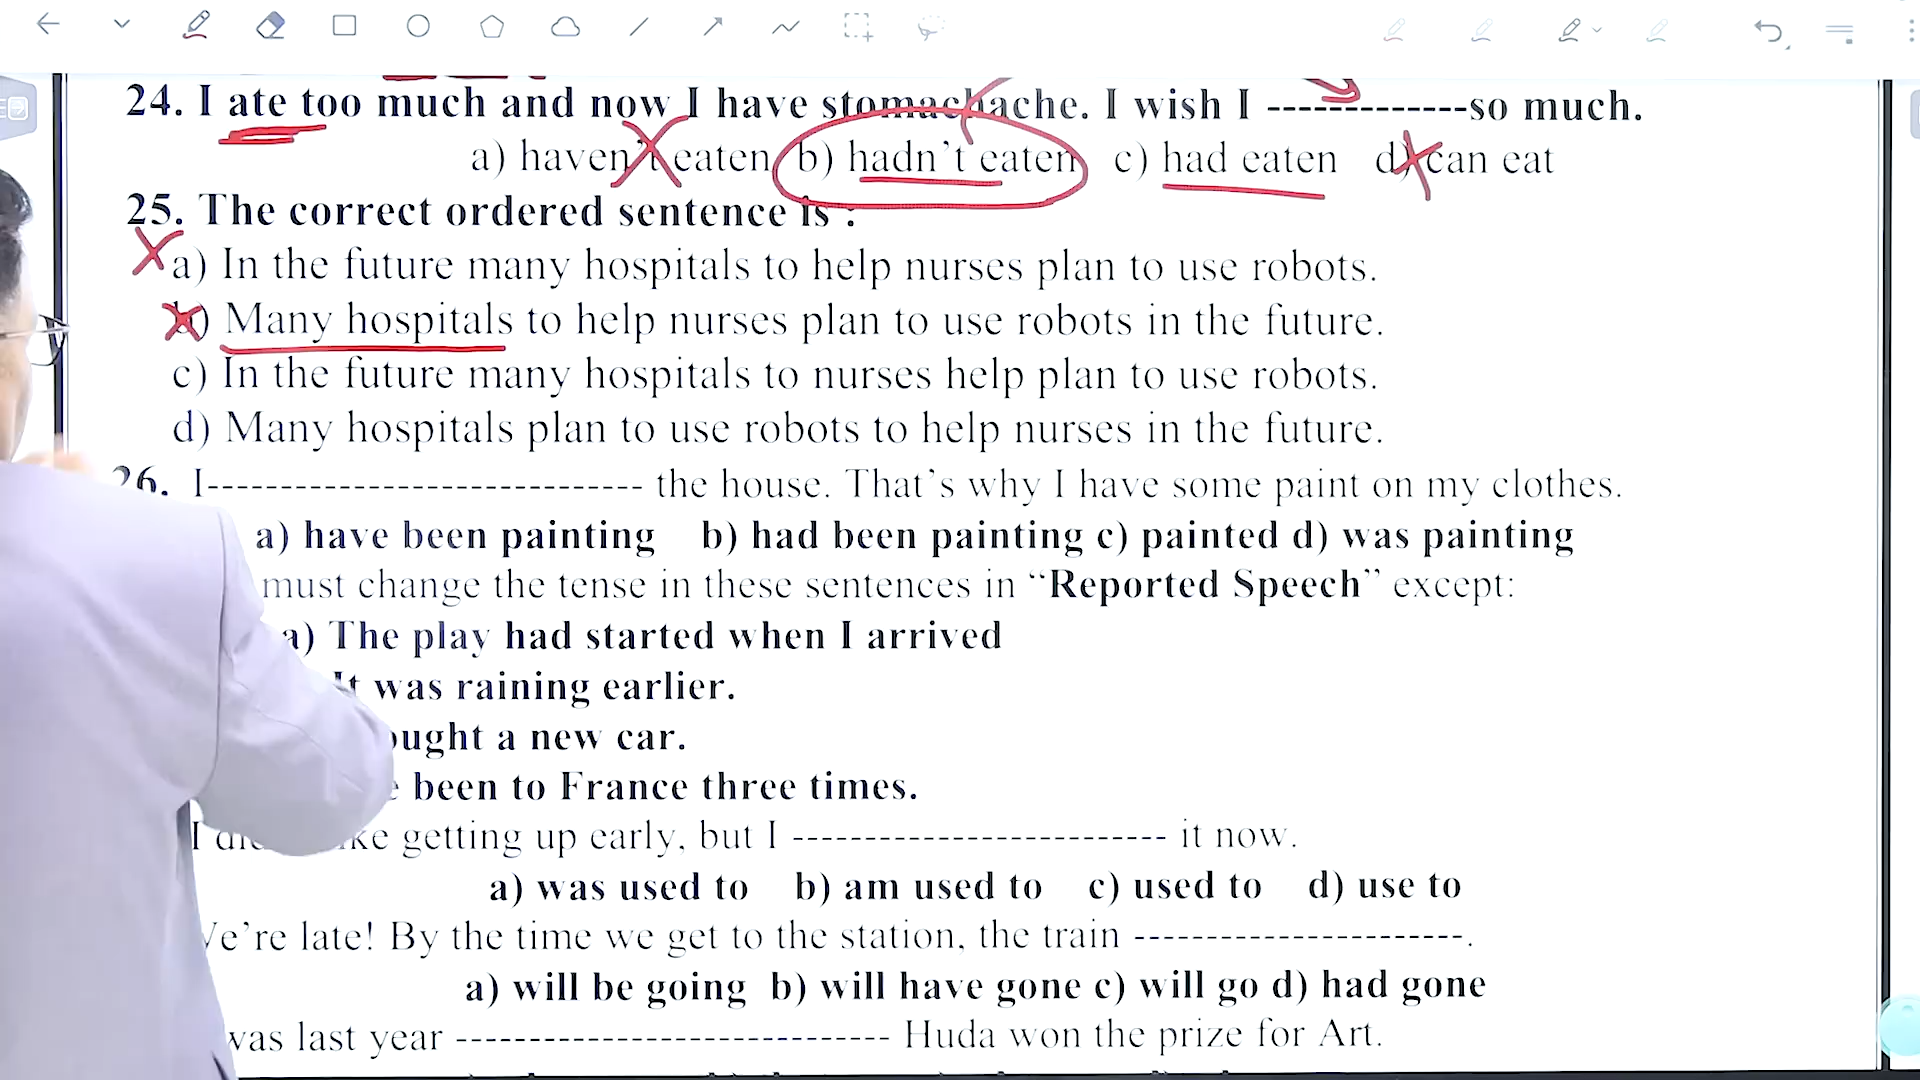 24. I ate too much and now I have stomachache. I wish I --------------so much.
a) haven't eaten b) hadn't eaten c) had eaten d) can eat
25. The correct ordered sentence is :
a) In the future many hospitals to help nurses plan to use robots.
b) Many hospitals to help nurses plan to use robots in the future.
c) In the future many hospitals to nurses help plan to use robots.
d) Many hospitals plan to use robots to help nurses in the future.
26. I------------------------------ the house. That's why I have some paint on my clothes.
a) have been painting b) had been painting c) painted d) was painting
must change the tense in these sentences in “Reported Speech” except:
a) The play had started when I arrived
It was raining earlier.
a new car.
been to France three times.
I getting up early, but I -------------------------- it now.
a) was used to b) am used to c) used to d) use to
We're late! By the time we get to the station, the train -----------------------.
a) will be going b) will have gone c) will go d) had gone
was last year ------------------------------ Huda won the prize for Art.